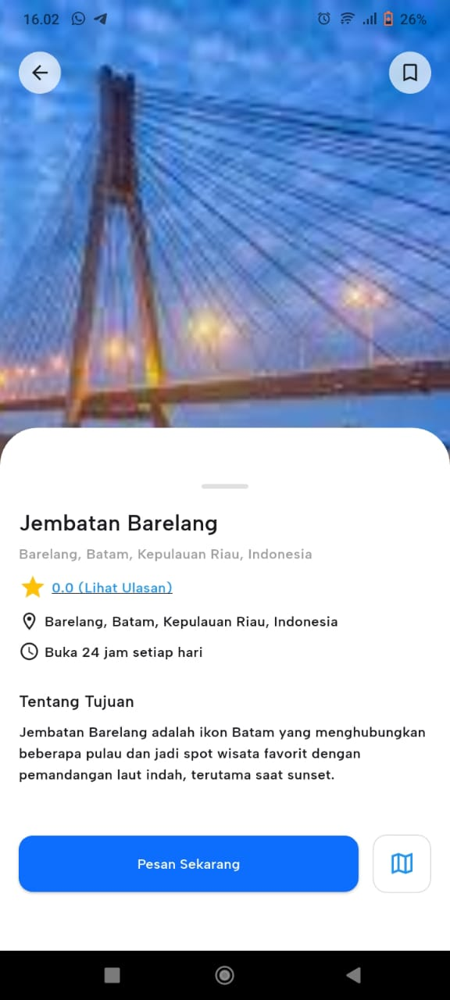 16.02
26%
Jembatan Barelang
Barelang, Batam, Kepulauan Riau, Indonesia
0.0 (Lihat Ulasan)
Barelang, Batam, Kepulauan Riau, Indonesia
Buka 24 jam setiap hari
Tentang Tujuan
Jembatan Barelang adalah ikon Batam yang menghubungkan
beberapa pulau dan jadi spot wisata favorit dengan
pemandangan laut indah, terutama saat sunset.
Pesan Sekarang